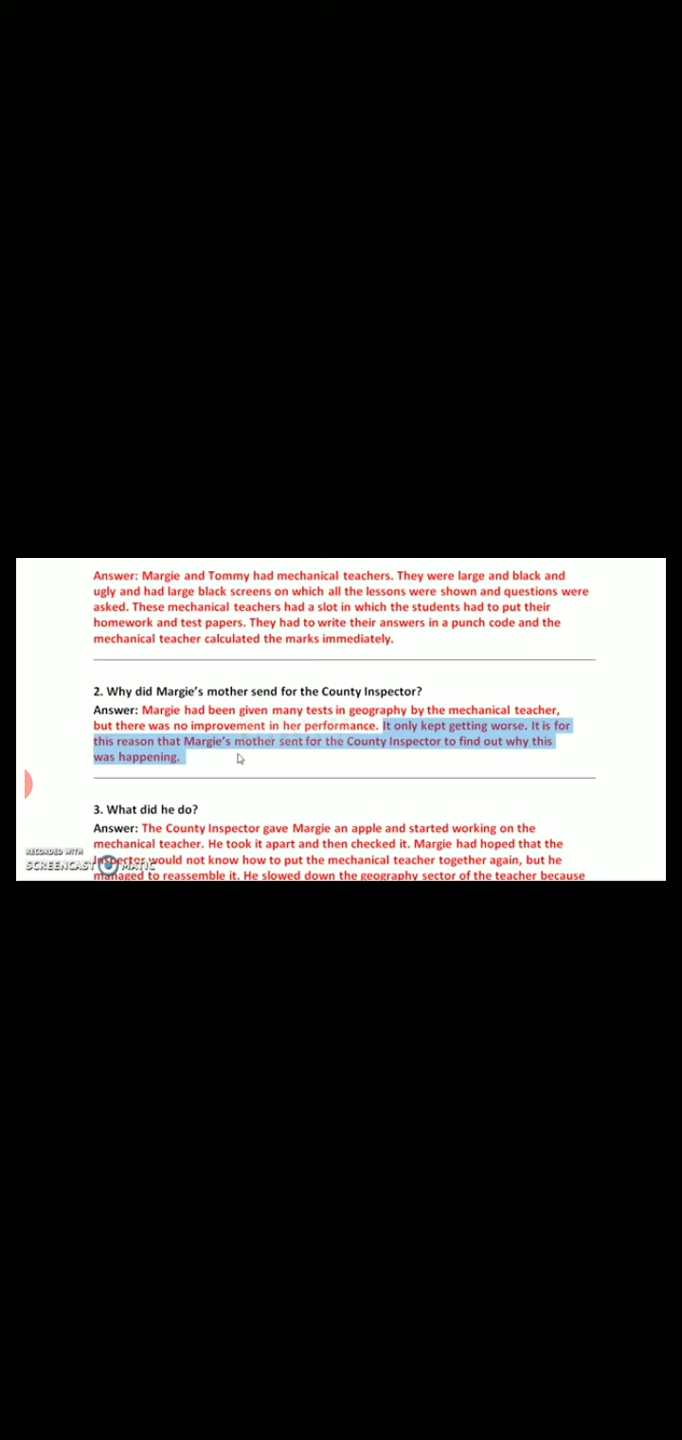 Answer: Margie and Tommy had mechanical teachers. They were large and black and
ugly and had large black screens on which all the lessons were shown and questions were
asked. These mechanical teachers had a slot in which the students had to put their
homework and test papers. They had to write their answers in a punch code and the
mechanical teacher calculated the marks immediately.
2. Why did Margie's mother send for the County Inspector?
Answer: Margie had been given many tests in geography by the mechanical teacher,
but there was no improvement in her performance. It only kept getting worse. It is for
this reason that Margie's mother sent for the County Inspector to find out why this
was happening.
3. What did he do?
Answer: The County Inspector gave Margie an apple and started working on the
mechanical teacher. He took it apart and then checked it. Margie had hoped that the
Inspector would not know how to put the mechanical teacher together again, but he
managed to reassemble it. He slowed down the geography sector of the teacher because
RECORDED WITH
SCREENCAST MATIC